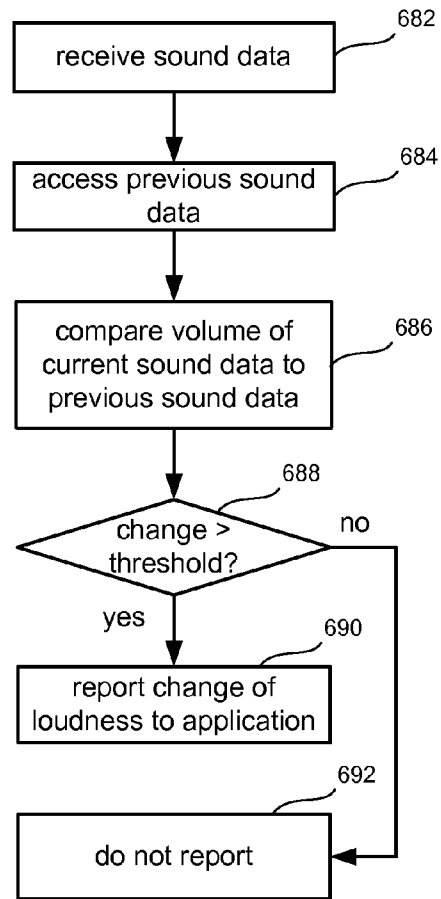 682
receive sound data
684
access previous sound
data
686
compare volume of
current sound data to
previous sound data
688
change >
threshold?
no
yes
690
report change of
loudness to application
692
do not report